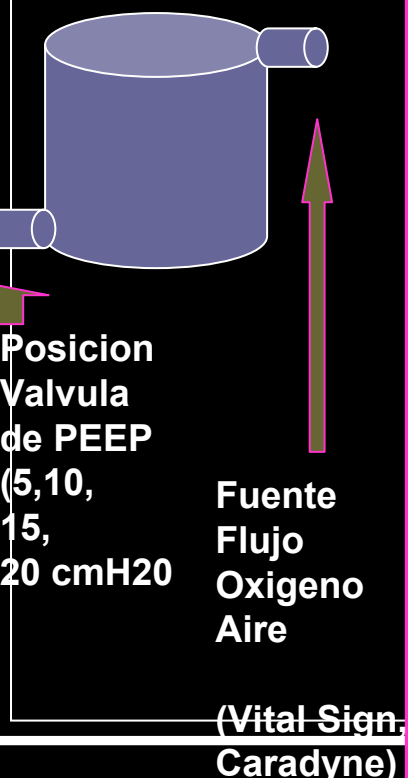 Posicion
Valvula
de PEEP
(5,10,
15,
20 cmH20
Fuente
Flujo
Oxigeno
Aire
(Vital Sign,
Caradyne)